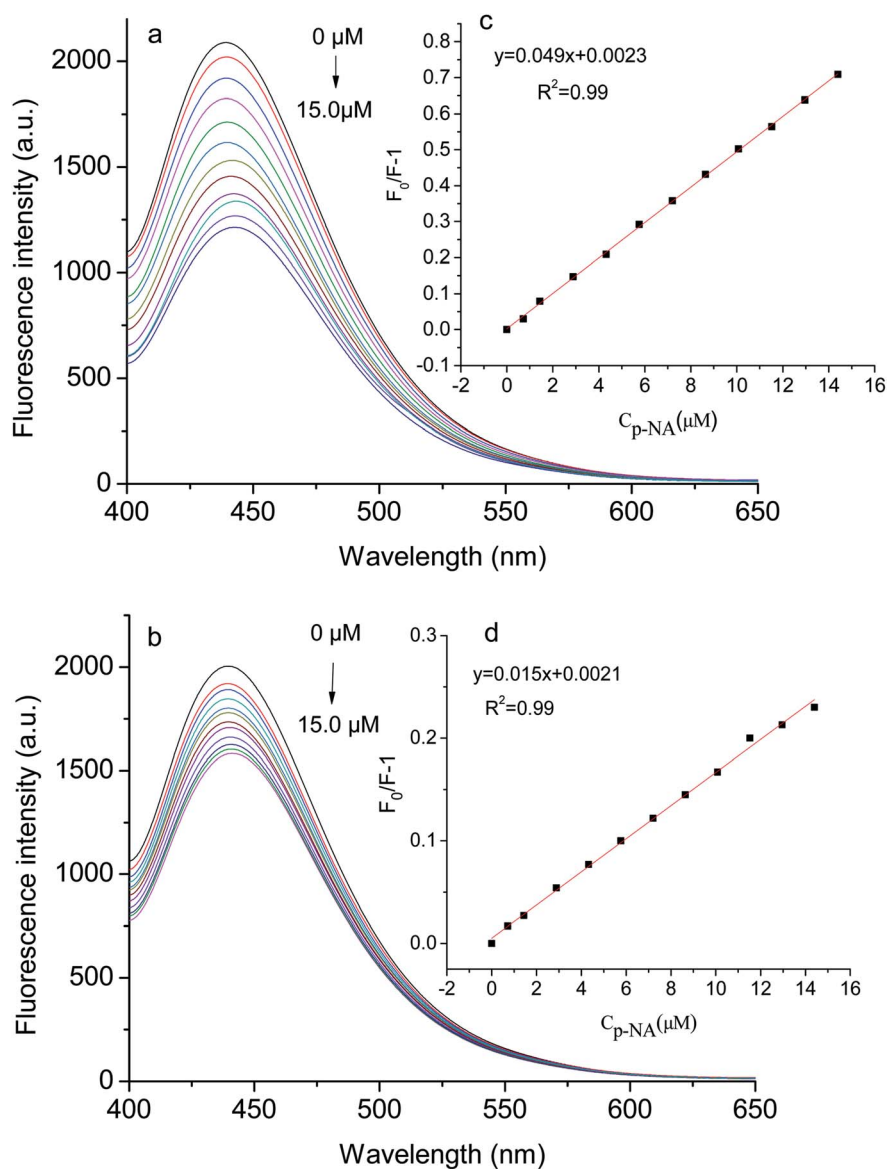 a
0 µM
15.0µM
2000
1500
1000
500
0
Fluorescence intensity (a.u.)
400
450
500
550
600
650
Wavelength (nm)
c
y=0.049x+0.0023
R²=0.99
0.8
0.7
0.6
0.5
0.4
0.3
0.2
0.1
0.0
-0.1
F₀/F-1
-2
0
2
4
6
8
10
12
14
16
Cp-NA(µM)
b
0 µM
15.0 µM
2000
1500
1000
500
0
Fluorescence intensity (a.u.)
400
450
500
550
600
650
Wavelength (nm)
d
y=0.015x+0.0021
R²=0.99
0.3
0.2
0.1
0.0
F₀/F-1
-2
0
2
4
6
8
10
12
14
16
Cp-NA(µM)